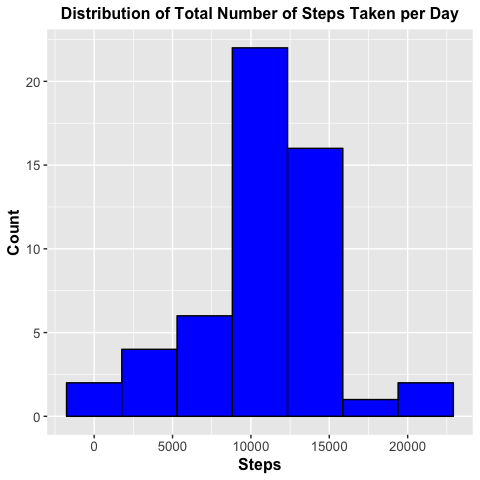 Distribution of Total Number of Steps Taken per Day
Count
20
15
10
5
0
0 5000 10000 15000 20000
Steps